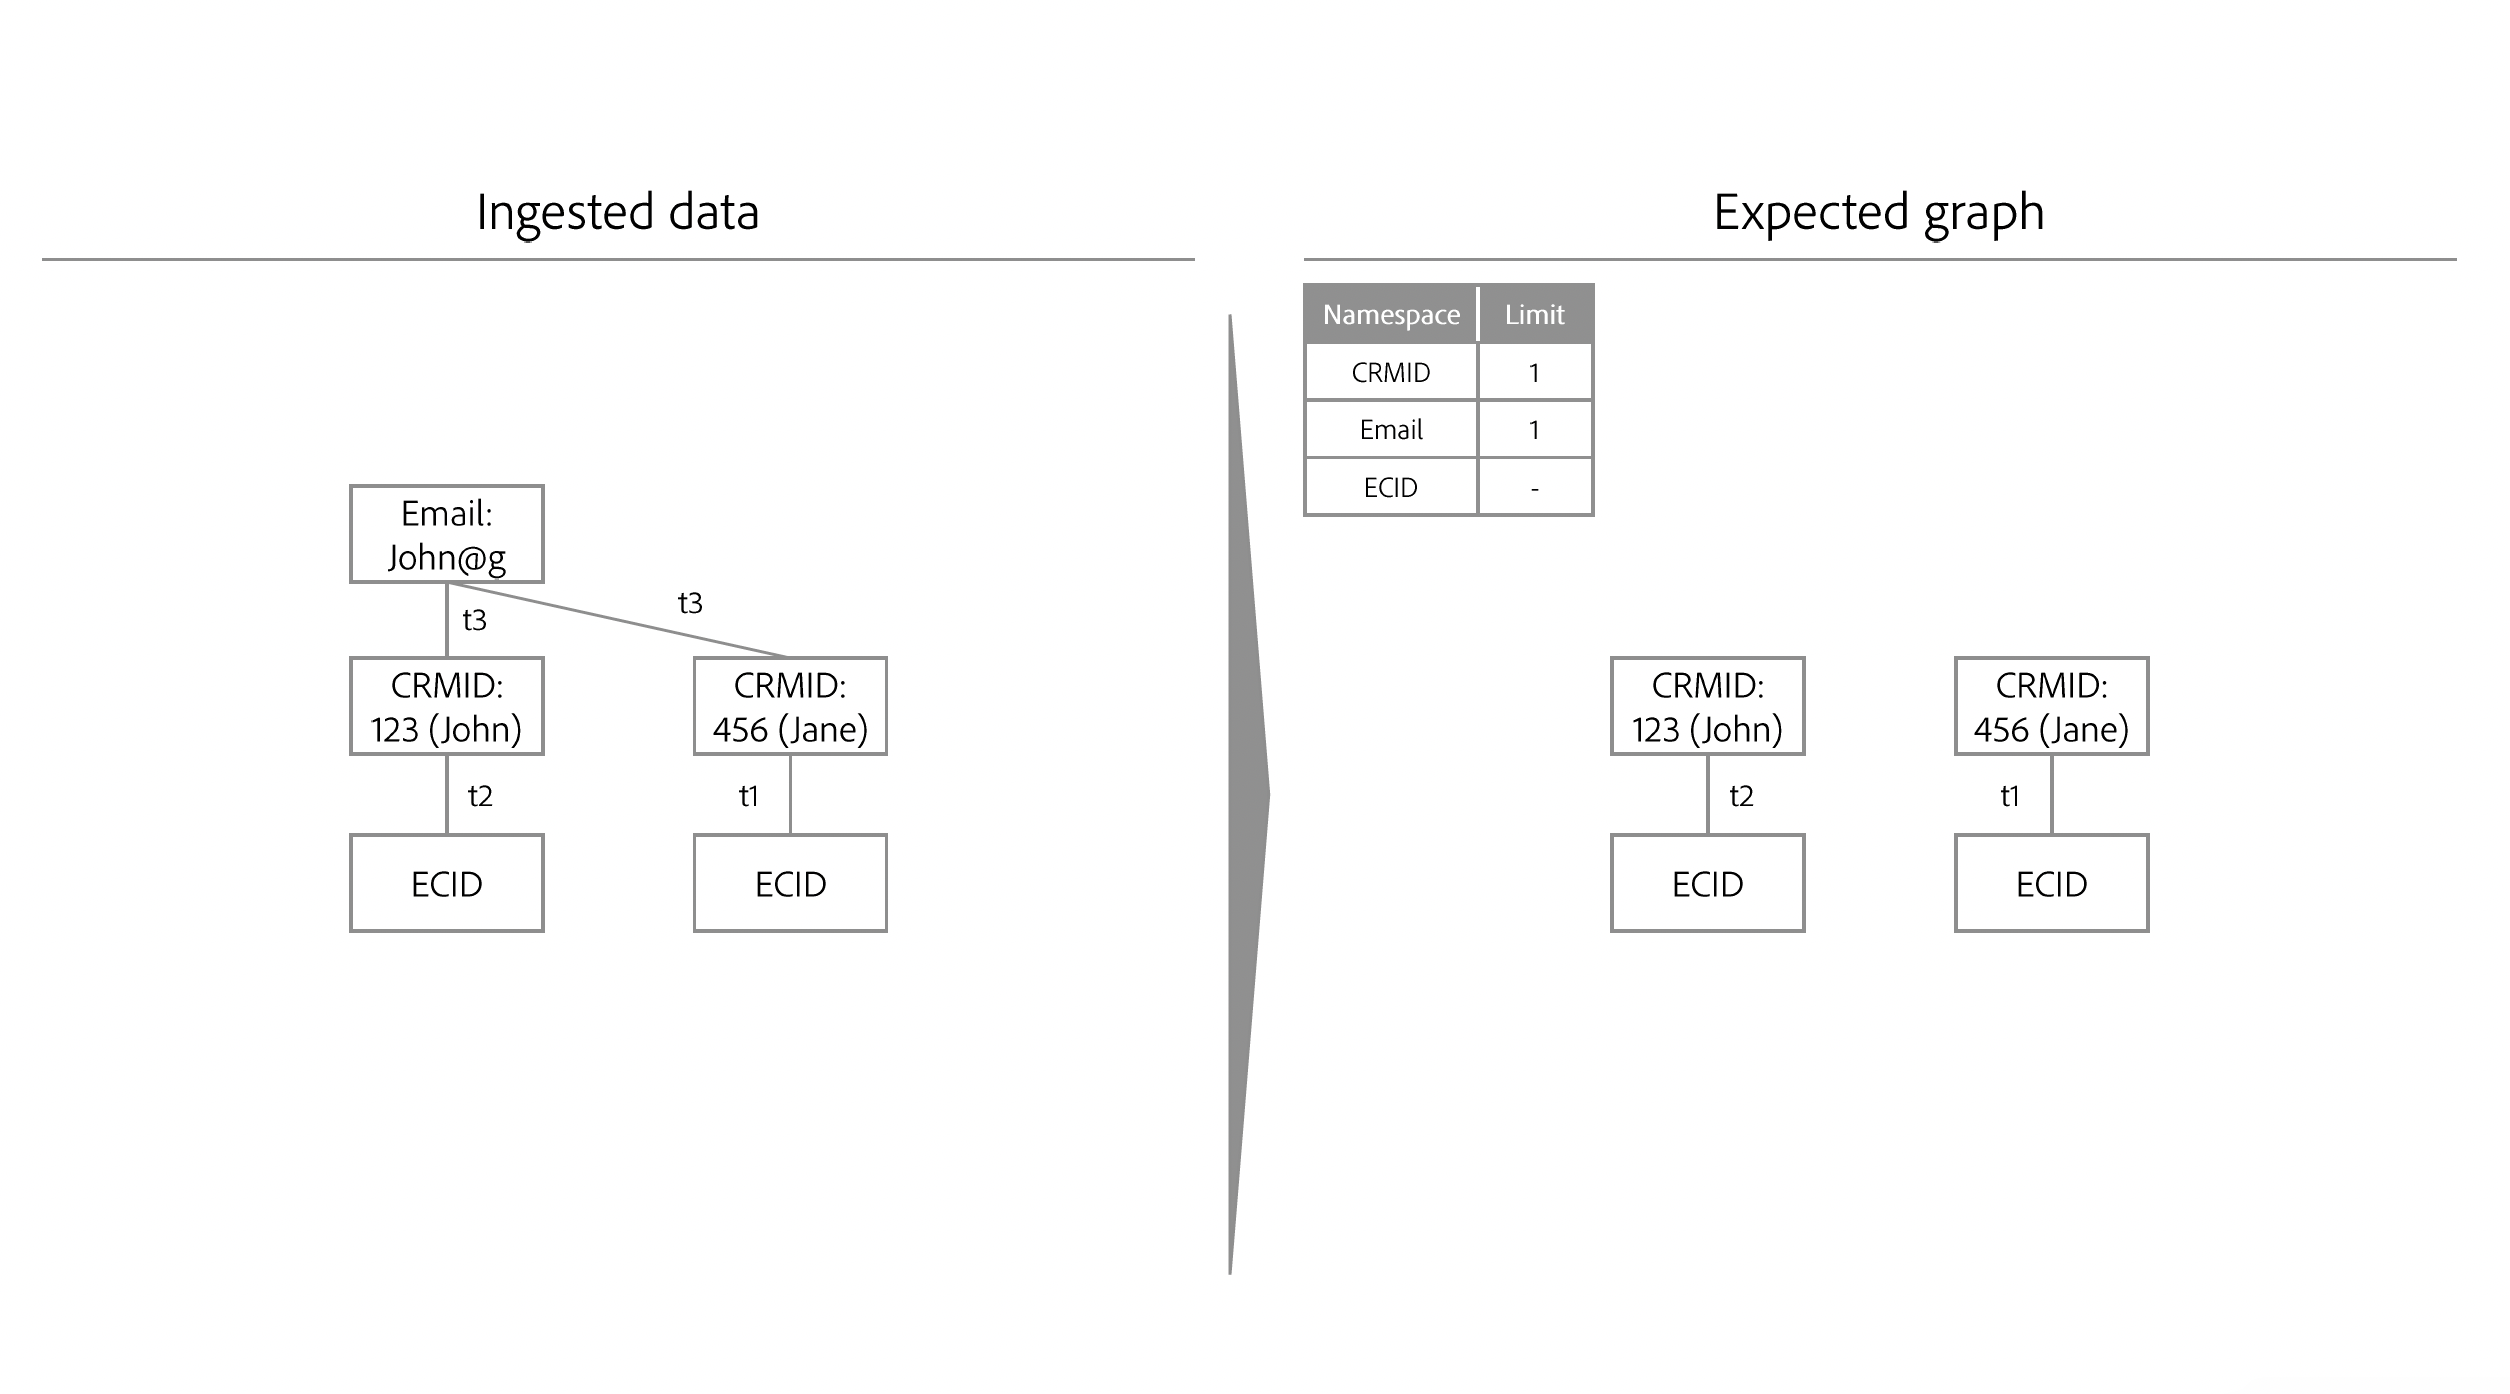 Ingested data
Email:
John@g
t3
t3
CRMID:
123 (John)
CRMID:
456 (Jane)
t2
t1
ECID
ECID
Expected graph
Namespace Limit
CRMID 1
Email 1
ECID -
CRMID:
123 (John)
CRMID:
456 (Jane)
t2
t1
ECID
ECID